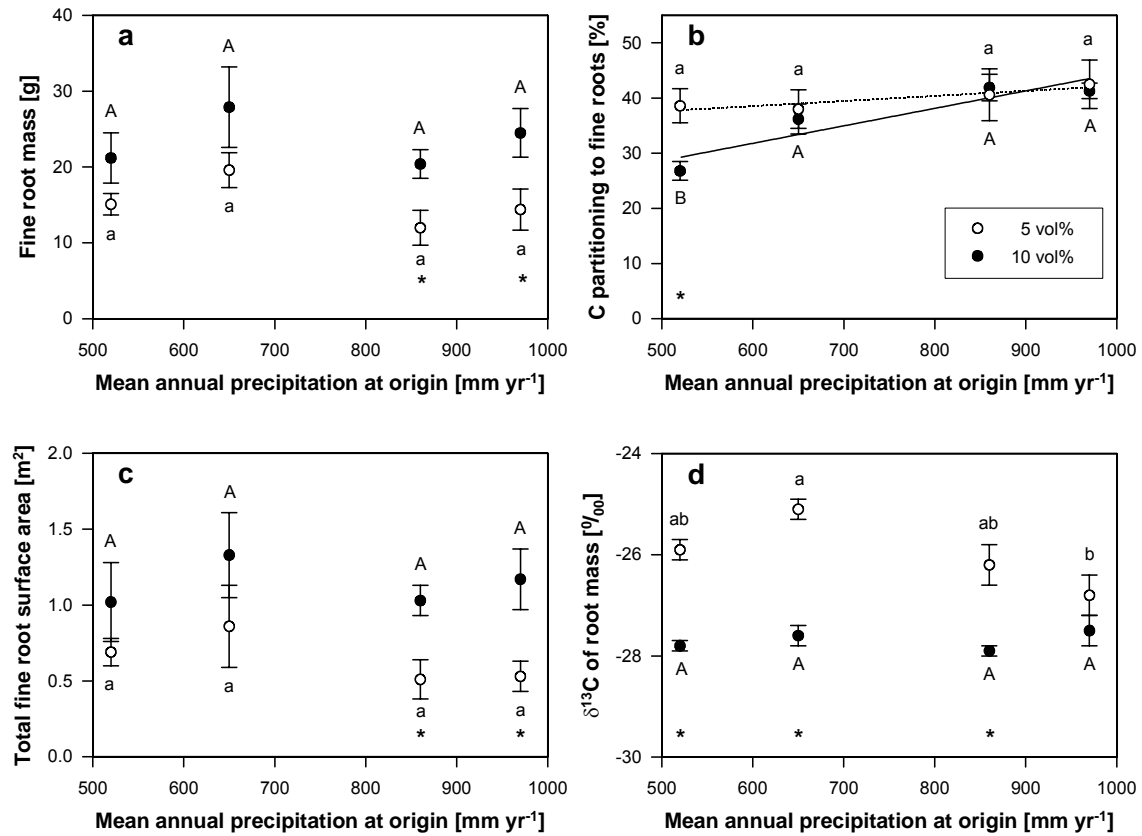 a
Fine root mass [g]
40
30
20
10
0
A
A
A
A
a
a
a
a
* *
500 600 700 800 900 1000
Mean annual precipitation at origin [mm yr-1]
b
C partitioning to fine roots [%]
50
40
30
20
10
0
a
a
a
a
B
A
A
A
5 vol%
10 vol%
*
500 600 700 800 900 1000
Mean annual precipitation at origin [mm yr-1]
c
Total fine root surface area [m²]
2.0
1.5
1.0
0.5
0.0
A
A
A
A
a
a
a
a
* *
500 600 700 800 900 1000
Mean annual precipitation at origin [mm yr-1]
d
δ13C of root mass [0/00]
-24
-26
-28
-30
ab
a
ab
b
A
A
A
A
* * *
500 600 700 800 900 1000
Mean annual precipitation at origin [mm yr-1]